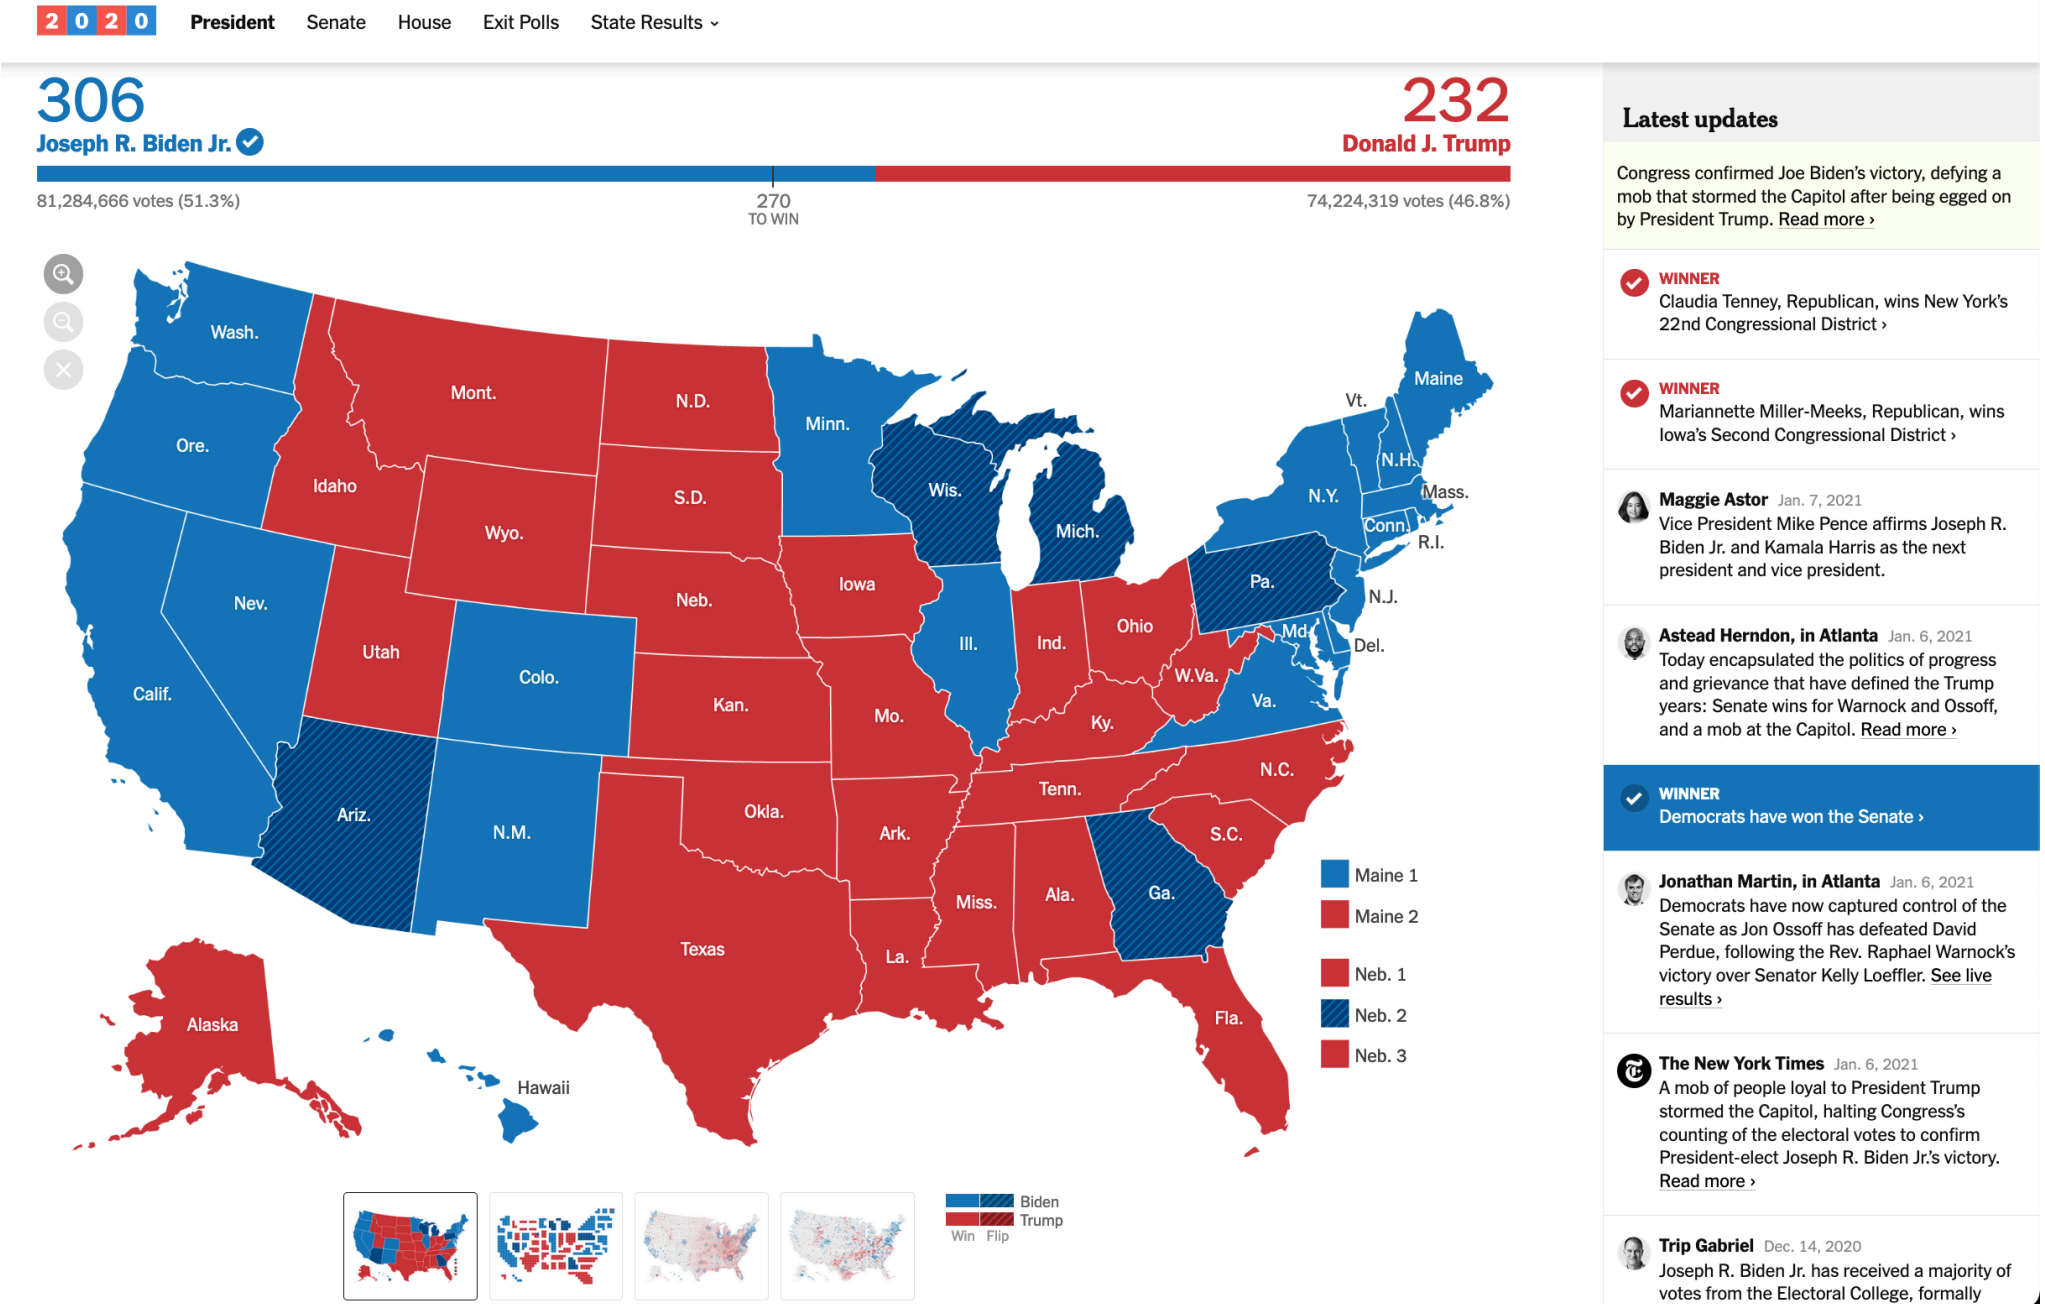 2020
President Senate House Exit Polls State Results
306
232
Joseph R. Biden Jr.
Donald J. Trump
81,284,666 votes (51.3%)
270
TO WIN
74,224,319 votes (46.8%)
Wash.
Ore.
Calif.
Nev.
Idaho
Mont.
Wyo.
Utah
Colo.
Ariz.
N.M.
N.D.
S.D.
Neb.
Kan.
Okla.
Texas
Minn.
Iowa
Mo.
Ark.
La.
Wis.
Ill.
Mich.
Ind.
Ohio
Ky.
Tenn.
Miss.
Ala.
Ga.
Fla.
S.C.
N.C.
Va.
W.Va.
Pa.
Md.
Del.
N.J.
N.Y.
Conn.
R.I.
Mass.
Vt.
N.H.
Maine
Alaska
Hawaii
Maine 1
Maine 2
Neb. 1
Neb. 2
Neb. 3
Biden
Trump
Win Flip
Latest updates
Congress confirmed Joe Biden’s victory, defying a
mob that stormed the Capitol after being egged on
by President Trump. Read more ›
WINNER
Claudia Tenney, Republican, wins New York’s
22nd Congressional District ›
WINNER
Mariannette Miller-Meeks, Republican, wins
Iowa’s Second Congressional District ›
Maggie Astor Jan. 7, 2021
Vice President Mike Pence affirms Joseph R.
Biden Jr. and Kamala Harris as the next
president and vice president.
Astead Herndon, in Atlanta Jan. 6, 2021
Today encapsulated the politics of progress
and grievance that have defined the Trump
years: Senate wins for Warnock and Ossoff,
and a mob at the Capitol. Read more ›
WINNER
Democrats have won the Senate ›
Jonathan Martin, in Atlanta Jan. 6, 2021
Democrats have now captured control of the
Senate as Jon Ossoff has defeated David
Perdue, following the Rev. Raphael Warnock’s
victory over Senator Kelly Loeffler. See live
results ›
The New York Times Jan. 6, 2021
A mob of people loyal to President Trump
stormed the Capitol, halting Congress’s
counting of the electoral votes to confirm
President-elect Joseph R. Biden Jr.’s victory.
Read more ›
Trip Gabriel Dec. 14, 2020
Joseph R. Biden Jr. has received a majority of
votes from the Electoral College, formally